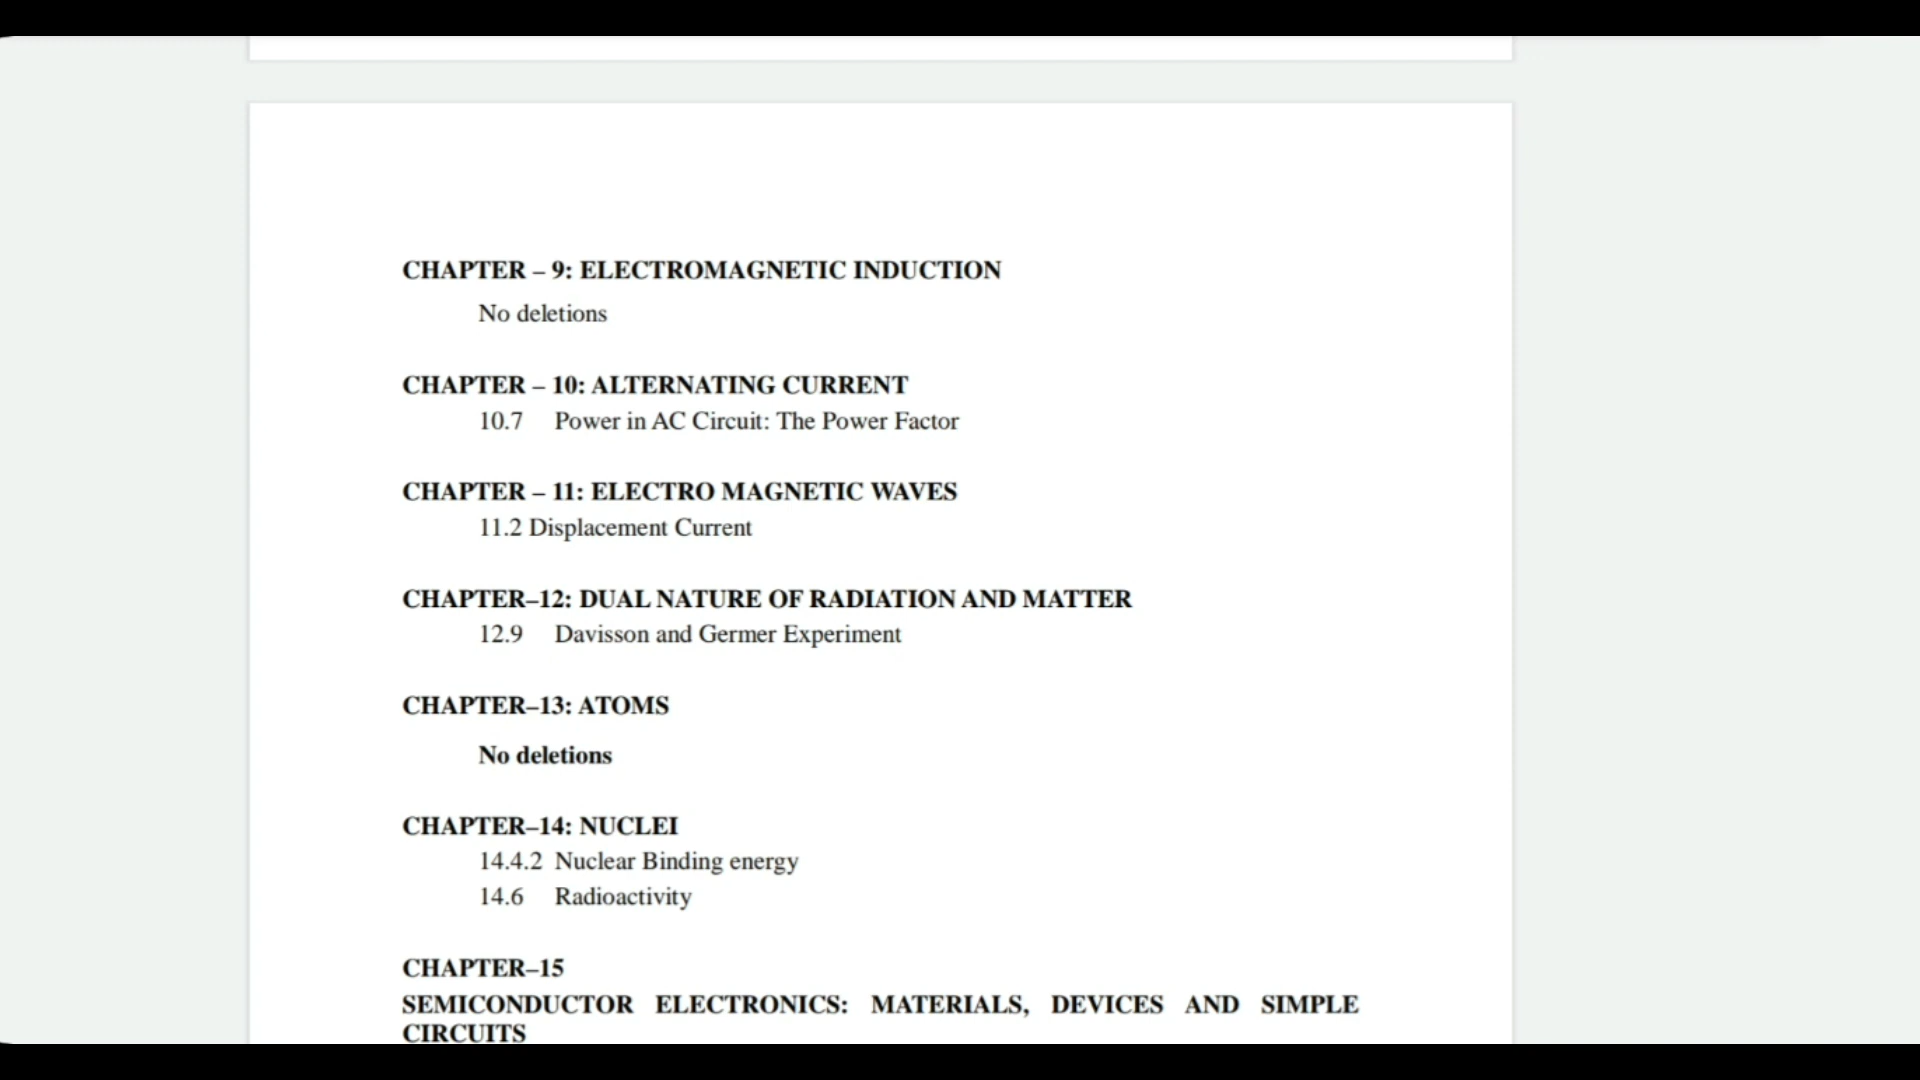 CHAPTER – 9: ELECTROMAGNETIC INDUCTION
No deletions
CHAPTER – 10: ALTERNATING CURRENT
10.7 Power in AC Circuit: The Power Factor
CHAPTER – 11: ELECTRO MAGNETIC WAVES
11.2 Displacement Current
CHAPTER–12: DUAL NATURE OF RADIATION AND MATTER
12.9 Davisson and Germer Experiment
CHAPTER–13: ATOMS
No deletions
CHAPTER–14: NUCLEI
14.4.2 Nuclear Binding energy
14.6 Radioactivity
CHAPTER–15
SEMICONDUCTOR ELECTRONICS: MATERIALS, DEVICES AND SIMPLE
CIRCUITS